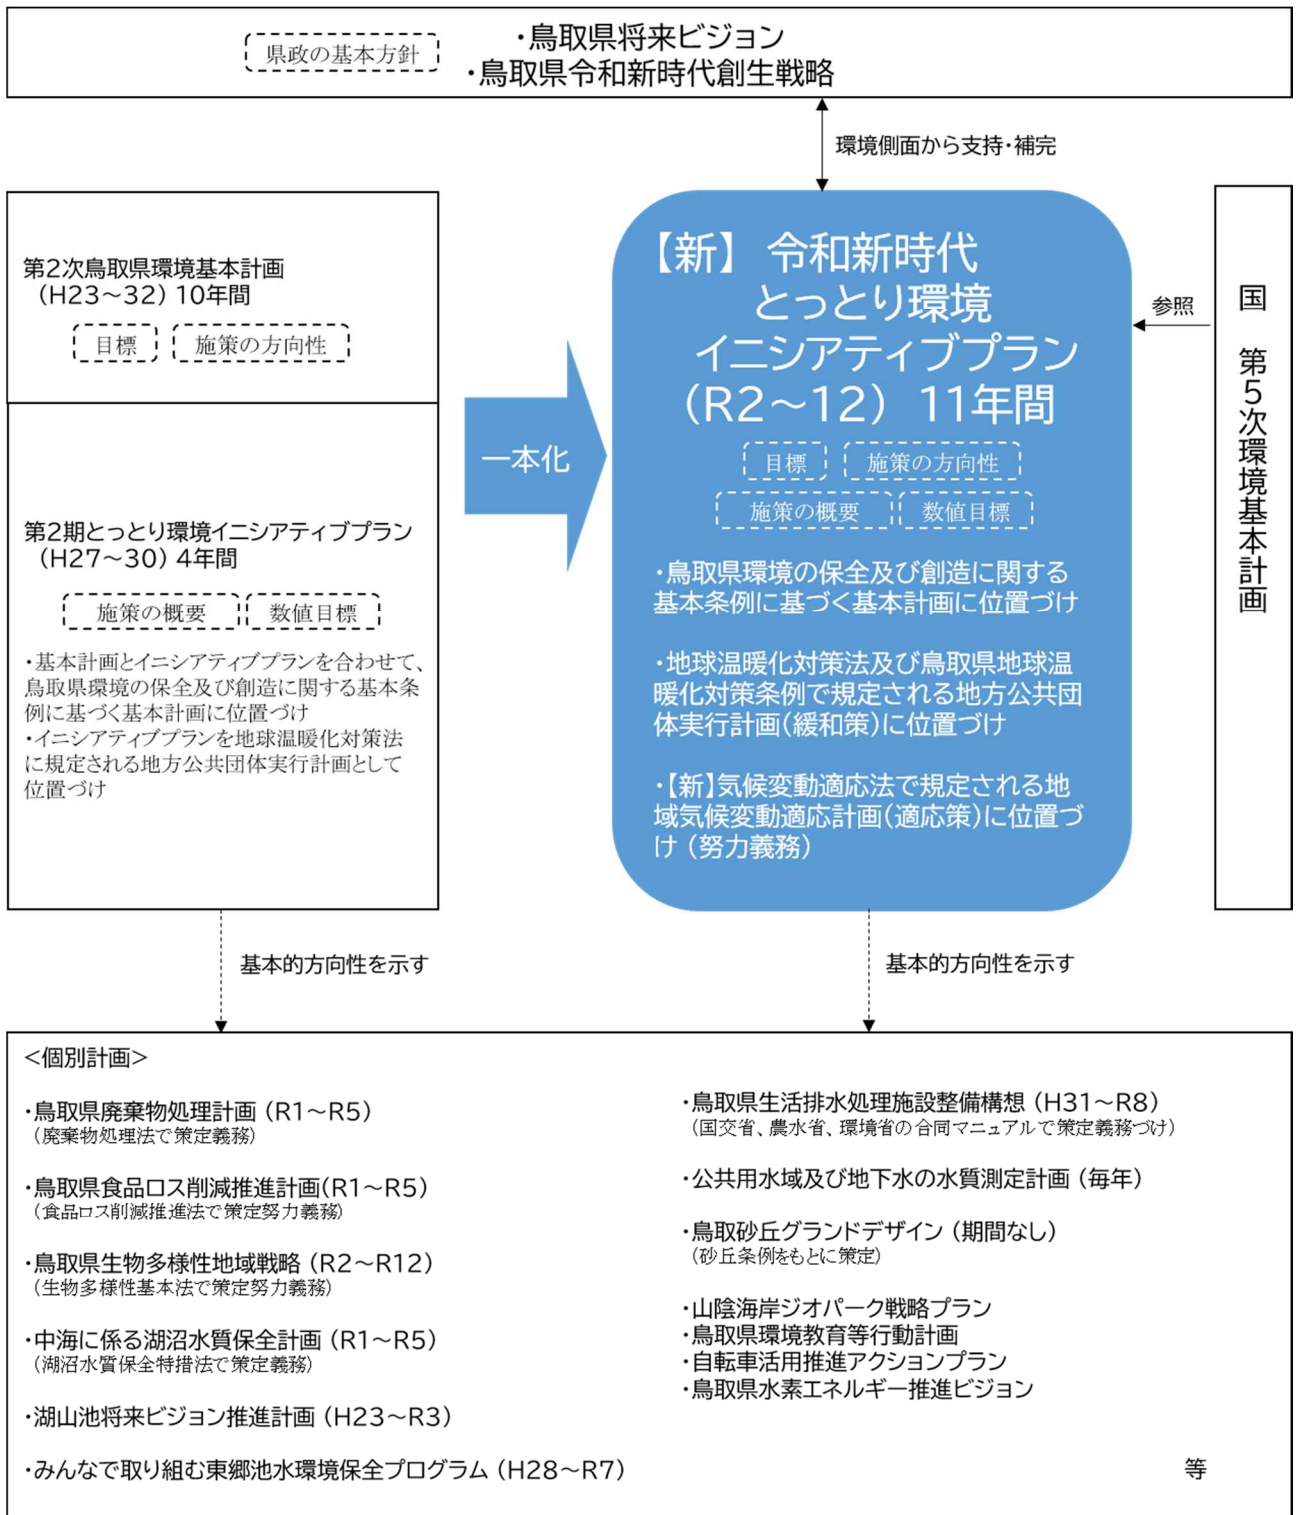 県政の基本方針
・鳥取県将来ビジョン
・鳥取県令和新時代創生戦略
環境側面から支持・補完
第2次鳥取県環境基本計画
(H23～32) 10年間
目標
施策の方向性
第2期とっとり環境イニシアティブプラン
(H27～30) 4年間
施策の概要
数値目標
・基本計画とイニシアティブプランを合わせて、
鳥取県環境の保全及び創造に関する基本条
例に基づく基本計画に位置づけ
・イニシアティブプランを地球温暖化対策法
に規定される地方公共団体実行計画として
位置づけ
一本化
【新】 令和新時代
とっとり環境
イニシアティブプラン
(R2～12) 11年間
目標
施策の方向性
施策の概要
数値目標
・鳥取県環境の保全及び創造に関する
基本条例に基づく基本計画に位置づけ
・地球温暖化対策法及び鳥取県地球温
暖化対策条例で規定される地方公共団
体実行計画(緩和策)に位置づけ
・【新】気候変動適応法で規定される地
域気候変動適応計画(適応策)に位置づ
け (努力義務)
参照
国 第5次環境基本計画
基本的方向性を示す
基本的方向性を示す
<個別計画>
・鳥取県廃棄物処理計画 (R1～R5)
(廃棄物処理法で策定義務)
・鳥取県食品ロス削減推進計画(R1～R5)
(食品ロス削減推進法で策定努力義務)
・鳥取県生物多様性地域戦略 (R2～R12)
(生物多様性基本法で策定努力義務)
・中海に係る湖沼水質保全計画 (R1～R5)
(湖沼水質保全特措法で策定義務)
・湖山池将来ビジョン推進計画 (H23～R3)
・みんなで取り組む東郷池水環境保全プログラム (H28～R7)
・鳥取県生活排水処理施設整備構想 (H31～R8)
(国交省、農水省、環境省の合同マニュアルで策定義務づけ)
・公共用水域及び地下水の水質測定計画 (毎年)
・鳥取砂丘グランドデザイン (期間なし)
(砂丘条例をもとに策定)
・山陰海岸ジオパーク戦略プラン
・鳥取県環境教育等行動計画
・自転車活用推進アクションプラン
・鳥取県水素エネルギー推進ビジョン
等